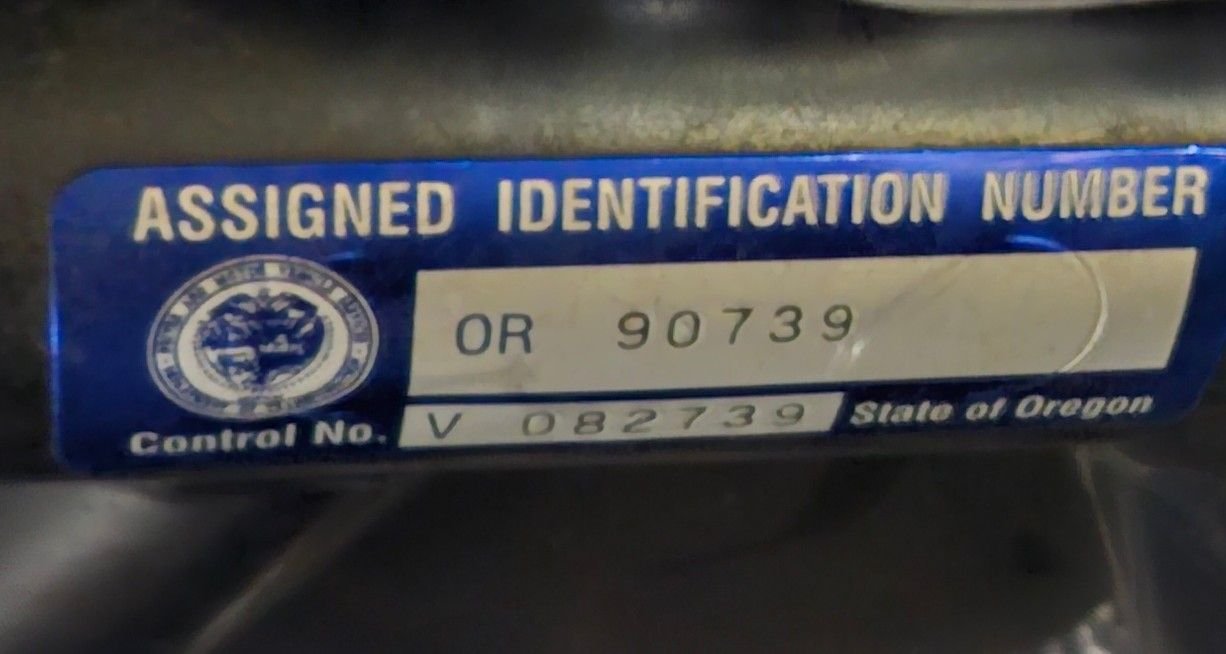 ASSIGNED IDENTIFICATION NUMBER
OR 90739
Control No. V 082739 State of Oregon